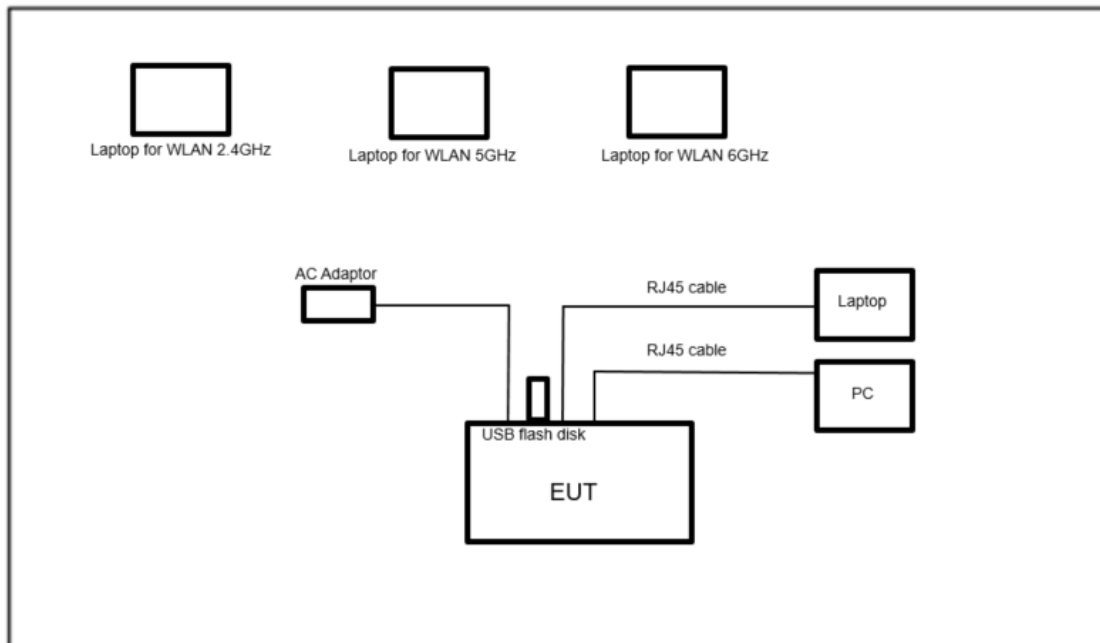 Laptop for WLAN 2.4GHz
Laptop for WLAN 5GHz
Laptop for WLAN 6GHz
AC Adaptor
RJ45 cable
Laptop
RJ45 cable
PC
USB flash disk
EUT